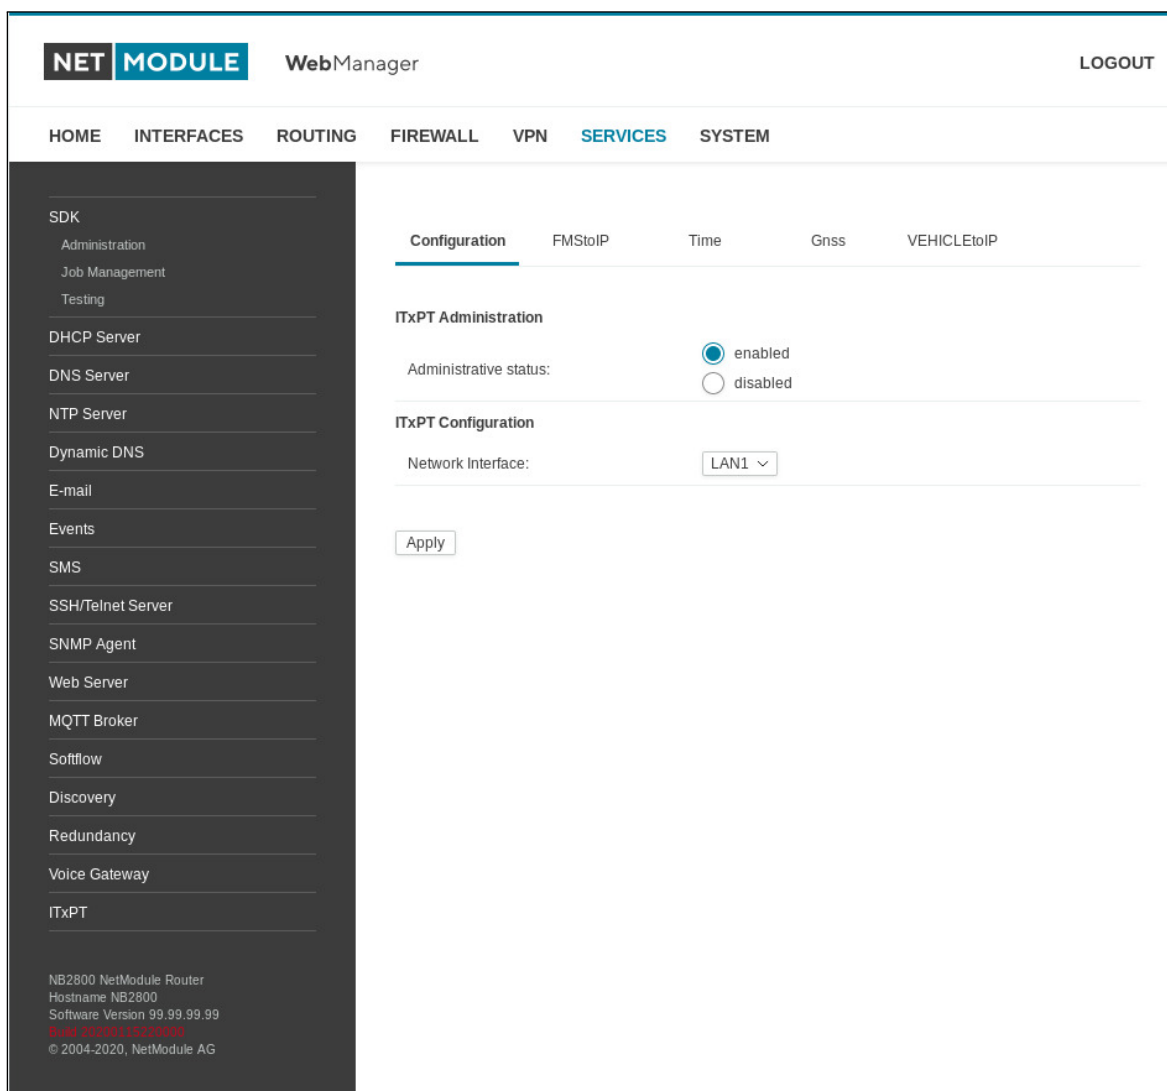 NET MODULE WebManager LOGOUT
HOME INTERFACES ROUTING FIREWALL VPN SERVICES SYSTEM
SDK
Administration
Job Management
Testing
DHCP Server
DNS Server
NTP Server
Dynamic DNS
E-mail
Events
SMS
SSH/Telnet Server
SNMP Agent
Web Server
MQTT Broker
Softflow
Discovery
Redundancy
Voice Gateway
ITxPT
NB2800 NetModule Router
Hostname NB2800
Software Version 99.99.99.99
Build
© 2004-2020, NetModule AG
Configuration FMStoIP Time Gnss VEHICLEtoIP
ITxPT Administration
Administrative status:
enabled
disabled
ITxPT Configuration
Network Interface: LAN1
Apply